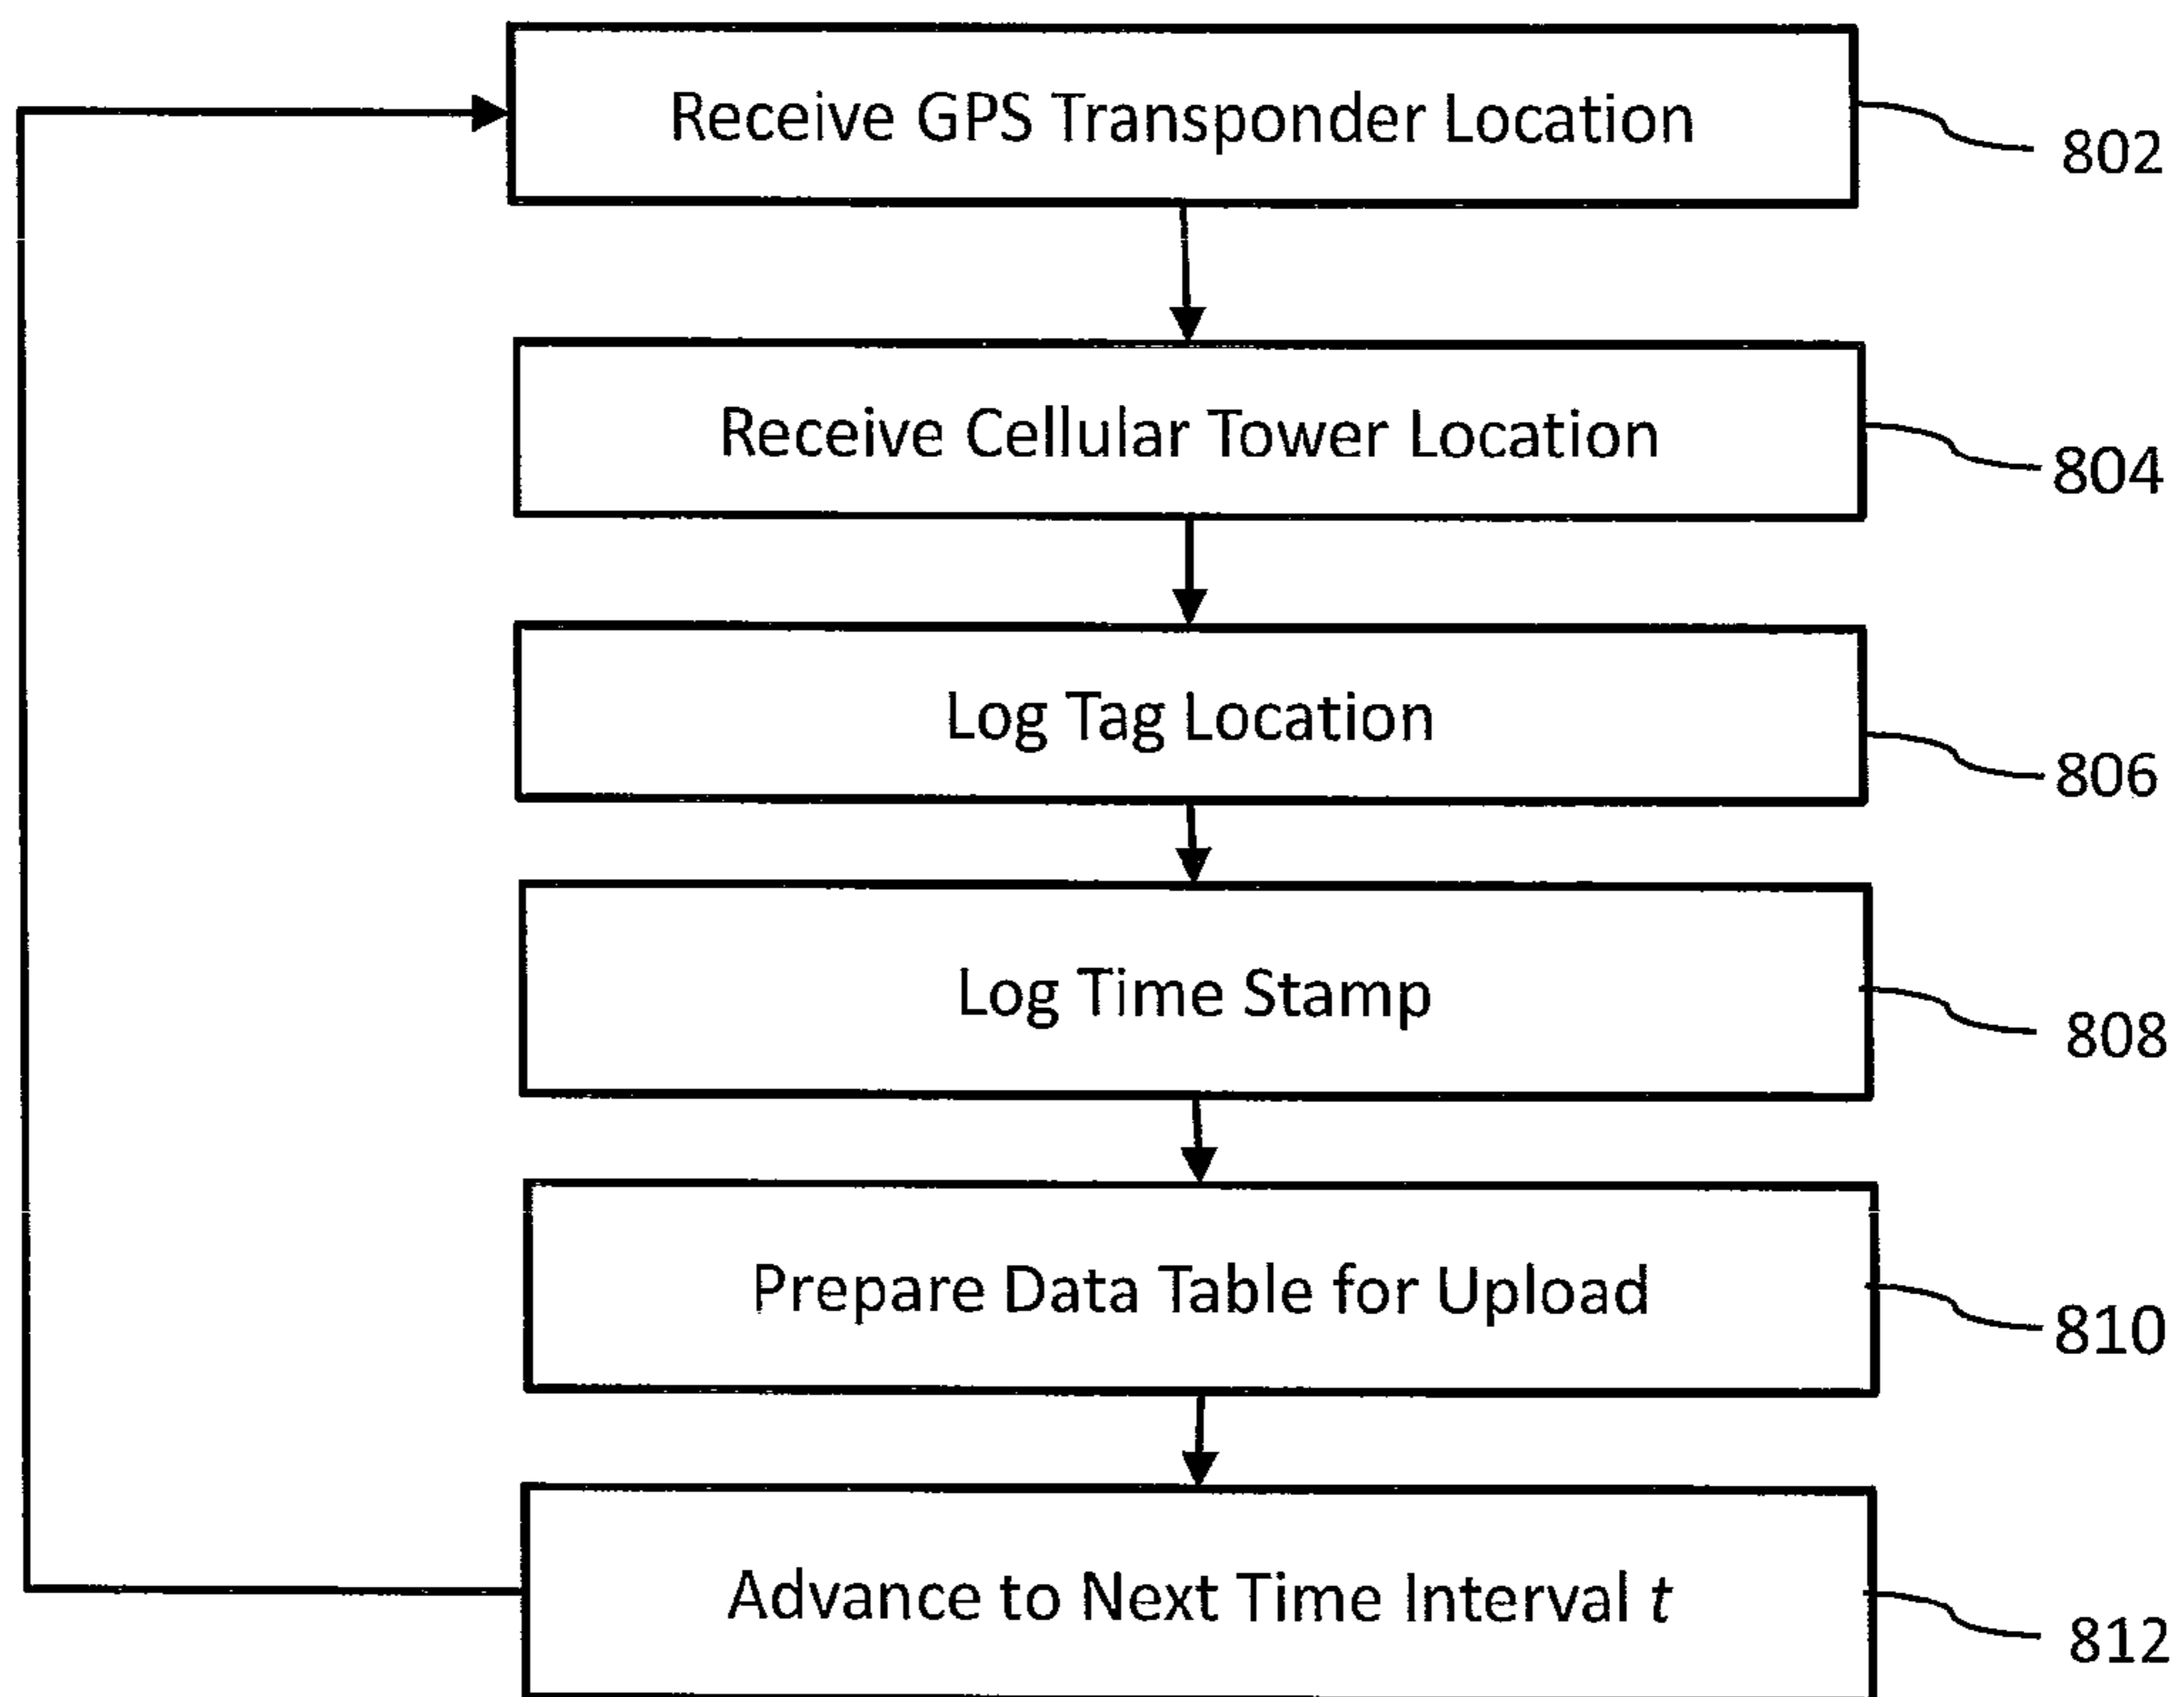 Receive GPS Transponder Location
802
Receive Cellular Tower Location
804
Log Tag Location
806
Log Time Stamp
808
Prepare Data Table for Upload
810
Advance to Next Time Interval t
812